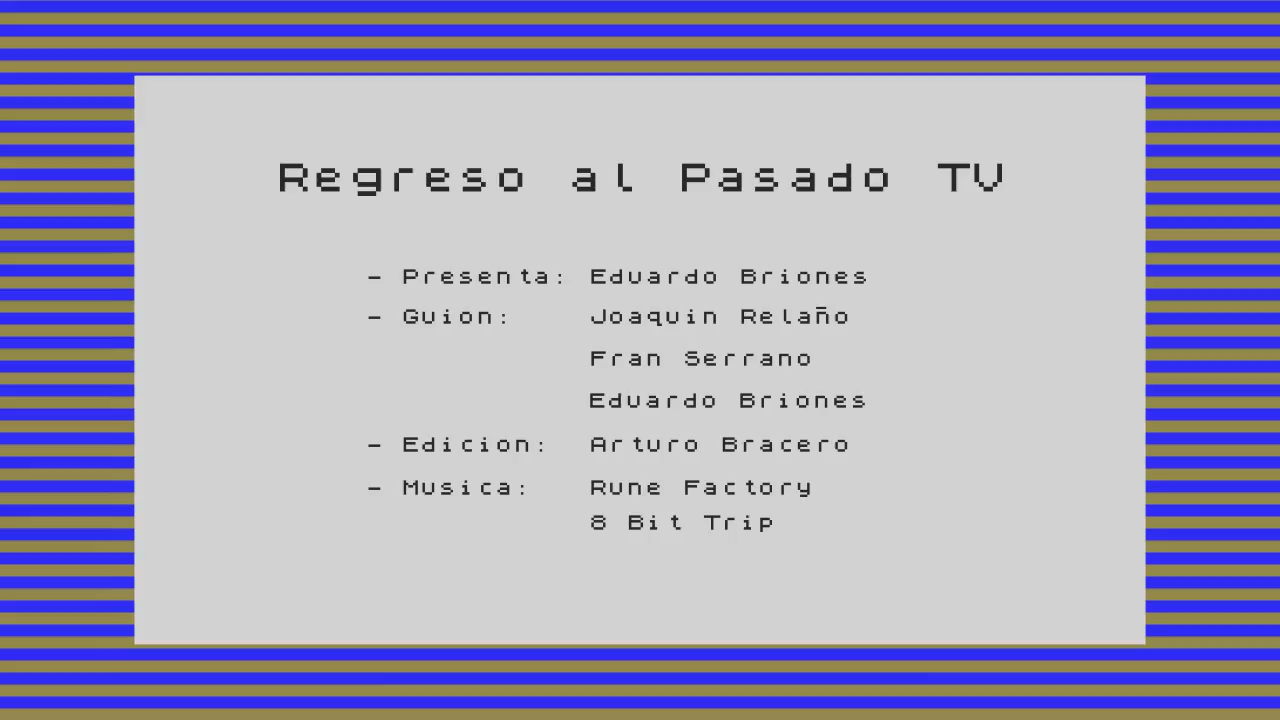 Regreso al Pasado TV
- Presenta: Eduardo Briones
- Guion: Joaquin Relaño
Fran Serrano
Eduardo Briones
- Edicion: Arturo Bracero
- Musica: Rune Factory
8 Bit Trip